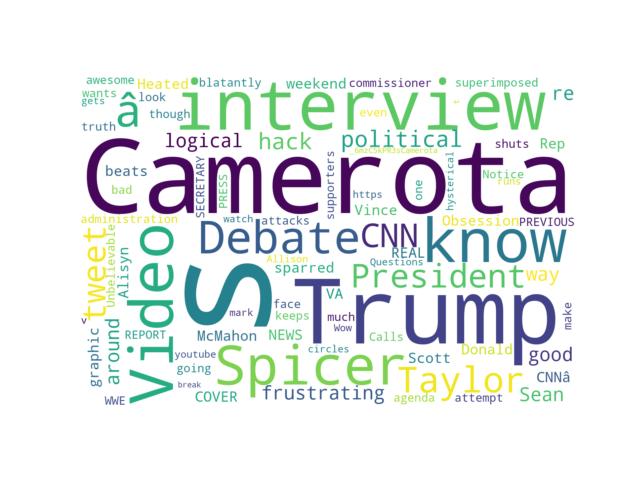 awesome Heated blatantly weekend commissioner superimposed
wants gets look â interview re
truth though even
logical hack political shuts Rep
6mzC5kPR3sCamerota
Camerota
beats bad SECRETARY PRESS supporters one hysterical Notice runs
https Vince
administration watch attacks Obsession PREVIOUS
tweet Unbelievable Video S Debate CNN know
REAL
Alisyn Allison Questions
sparred President way
VA Trump
graphic around mark face much Wow make
REPORT McMahon NEWS keeps Calls Donald
youtube circles Scott good
going Spicer Taylor CNNâ
break frustrating
WWE COVER agenda attempt Sean